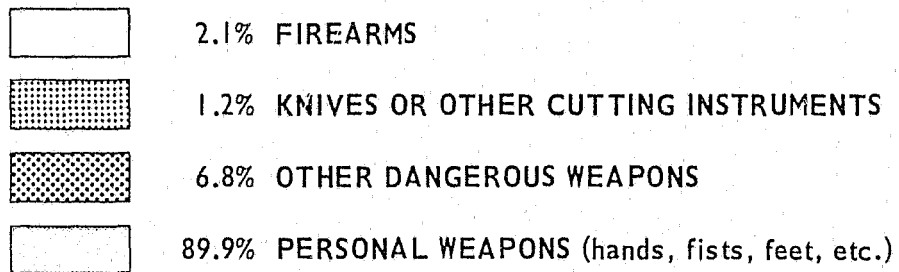 2.1% FIREARMS
1.2% KNIVES OR OTHER CUTTING INSTRUMENTS
6.8% OTHER DANGEROUS WEAPONS
89.9% PERSONAL WEAPONS (hands, fists, feet, etc.)